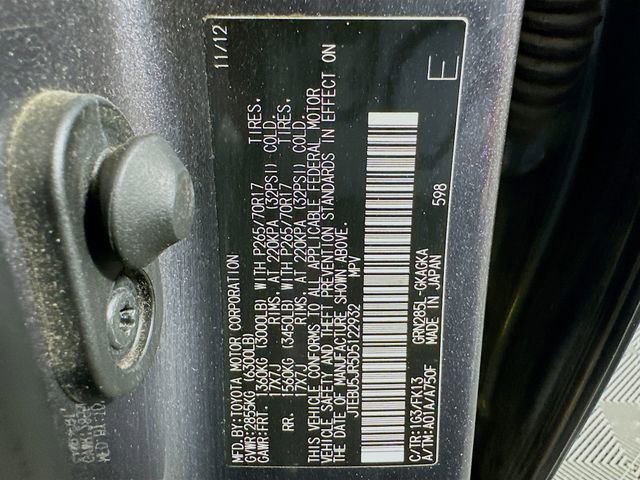 MFD.BY:TOYOTA MOTOR CORPORATION 11/12
GVWR:2855KG (6300LB)
GAWR:FRT. 1360KG (3000LB) WITH P265/70R17 TIRES.
17X7J RIMS, AT 220KPA (32PSI) COLD.
RR. 1560KG (3450LB) WITH P265/70R17 TIRES.
17X7J RIMS, AT 220KPA (32PSI) COLD.
THIS VEHICLE CONFORMS TO ALL APPLICABLE FEDERAL MOTOR
VEHICLE SAFETY AND THEFT PREVENTION STANDARDS IN EFFECT ON
THE DATE OF MANUFACTURE SHOWN ABOVE.
JTEBU5JR5D5122932 MPV
C/TR:1G3/FK13 GRN285L-GKAGKA
A/TM:A01A/A750F MADE IN JAPAN 598
E